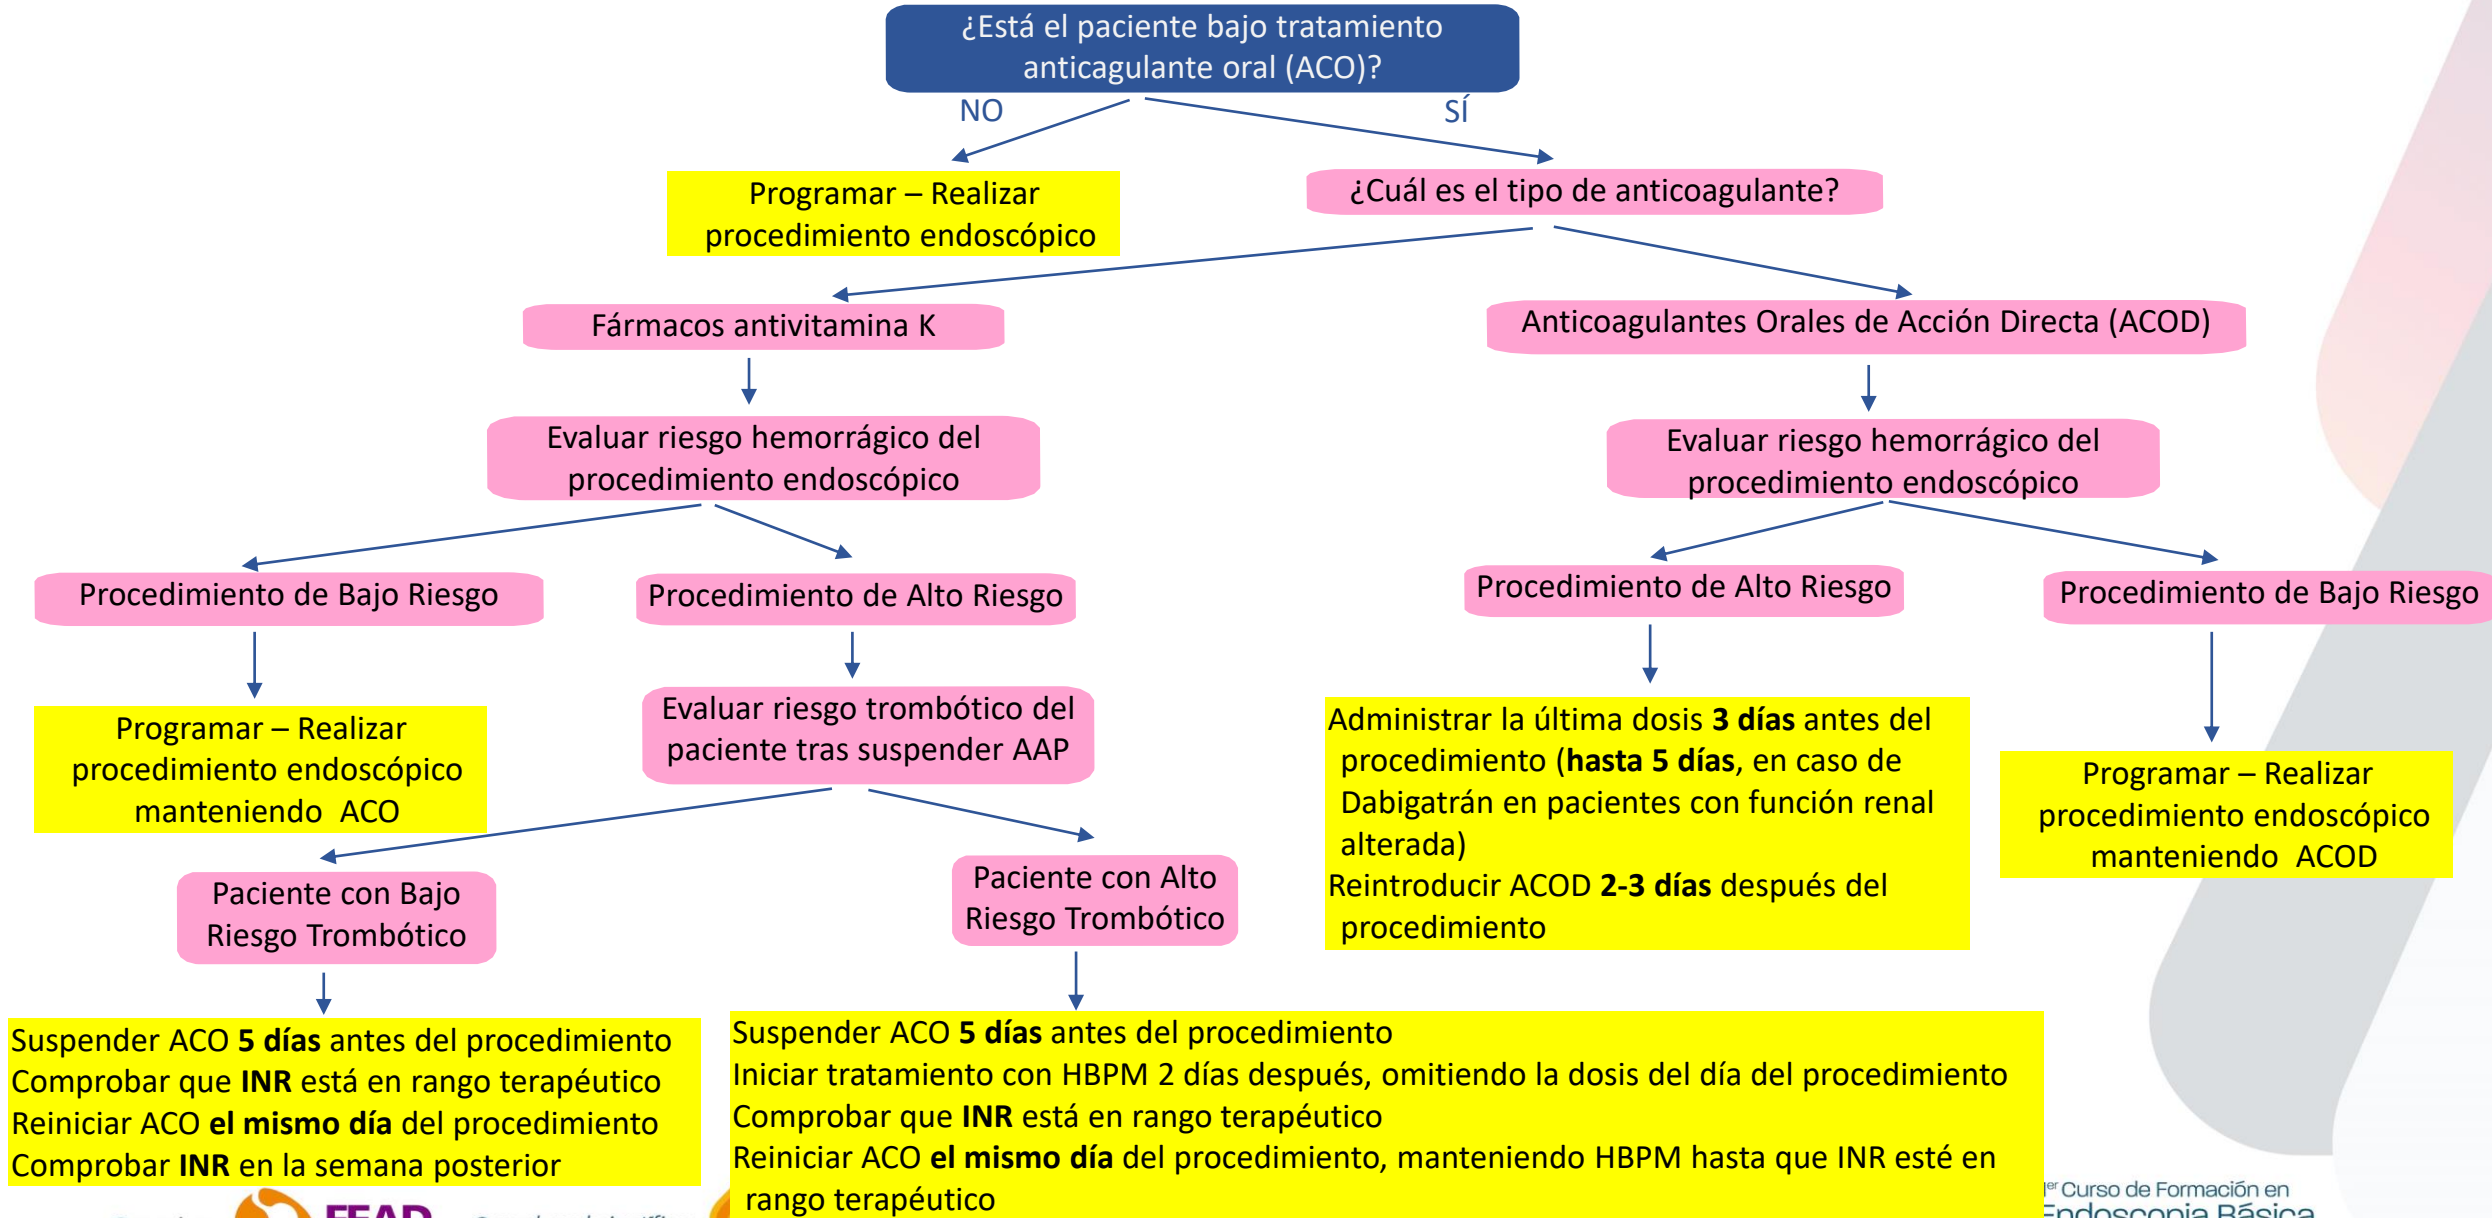 ¿Está el paciente bajo tratamiento
anticagulante oral (ACO)?
NO
SÍ
Programar – Realizar
procedimiento endoscópico
¿Cuál es el tipo de anticoagulante?
Fármacos antivitamina K
Anticoagulantes Orales de Acción Directa (ACOD)
Evaluar riesgo hemorrágico del
procedimiento endoscópico
Evaluar riesgo hemorrágico del
procedimiento endoscópico
Procedimiento de Bajo Riesgo
Procedimiento de Alto Riesgo
Procedimiento de Alto Riesgo
Procedimiento de Bajo Riesgo
Programar – Realizar
procedimiento endoscópico
manteniendo ACO
Evaluar riesgo trombótico del
paciente tras suspender AAP
Administrar la última dosis 3 días antes del
procedimiento (hasta 5 días, en caso de
Dabigatrán en pacientes con función renal
alterada)
Reintroducir ACOD 2-3 días después del
procedimiento
Programar – Realizar
procedimiento endoscópico
manteniendo ACOD
Paciente con Bajo
Riesgo Trombótico
Paciente con Alto
Riesgo Trombótico
Suspender ACO 5 días antes del procedimiento
Comprobar que INR está en rango terapéutico
Reiniciar ACO el mismo día del procedimiento
Comprobar INR en la semana posterior
Suspender ACO 5 días antes del procedimiento
Iniciar tratamiento con HBPM 2 días después, omitiendo la dosis del día del procedimiento
Comprobar que INR está en rango terapéutico
Reiniciar ACO el mismo día del procedimiento, manteniendo HBPM hasta que INR esté en
rango terapéutico
FEAD
er Curso de Formación en
Endoscopia Básica